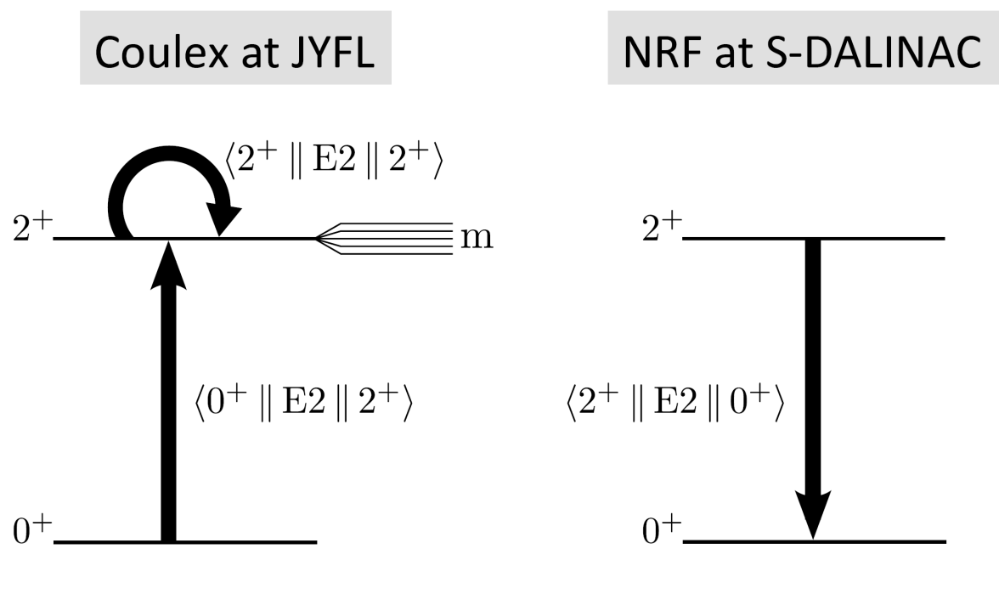 Coulex at JYFL
NRF at S-DALINAC
⟨2⁺ ‖ E2 ‖ 2⁺⟩
2⁺
m
⟨0⁺ ‖ E2 ‖ 2⁺⟩
0⁺
2⁺
⟨2⁺ ‖ E2 ‖ 0⁺⟩
0⁺